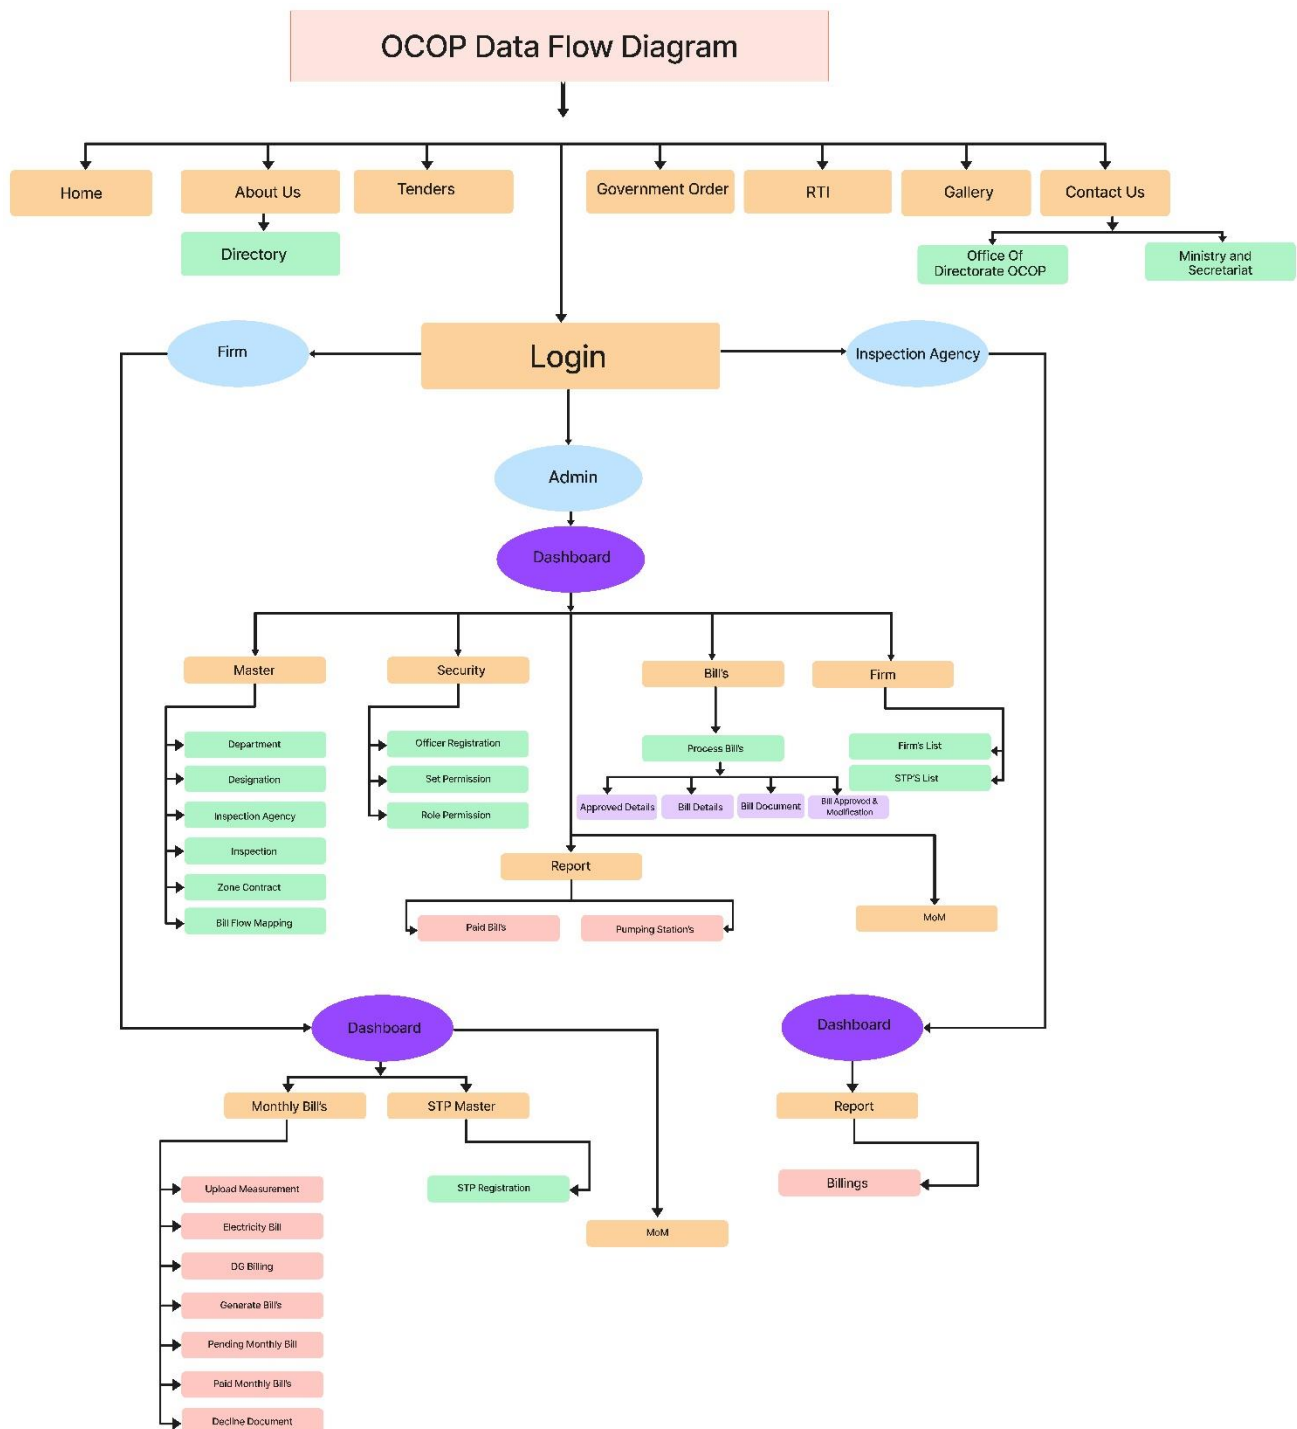 OCOP Data Flow Diagram
Home
About Us
Tenders
Government Order
RTI
Gallery
Contact Us
Directory
Office Of
Directorate OCOP
Ministry and
Secretariat
Firm
Login
Inspection Agency
Admin
Dashboard
Master
Security
Bill's
Firm
Department
Designation
Inspection Agency
Inspection
Zone Contract
Bill Flow Mapping
Officer Registration
Set Permission
Role Permission
Process Bill's
Approved Details
Bill Details
Bill Document
Bill Approved &
Modification
Firm's List
STP'S List
Report
Paid Bill's
Pumping Station's
MoM
Dashboard
Monthly Bill's
STP Master
Upload Measurement
Electricity Bill
DG Billing
Generate Bill's
Pending Monthly Bill
Paid Monthly Bill's
Decline Document
STP Registration
MoM
Dashboard
Report
Billings